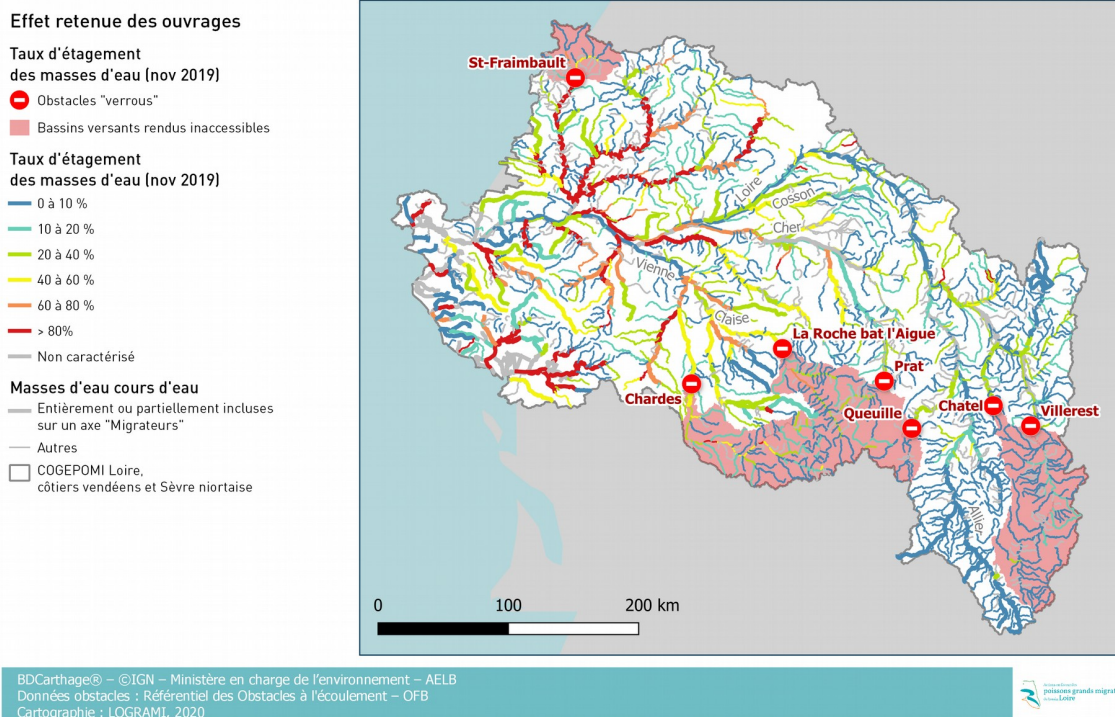 Effet retenue des ouvrages
Taux d'étagement
des masses d'eau (nov 2019)
Obstacles "verrous"
Bassins versants rendus inaccessibles
Taux d'étagement
des masses d'eau (nov 2019)
0 à 10 %
10 à 20 %
20 à 40 %
40 à 60 %
60 à 80 %
> 80%
Non caractérisé
Masses d'eau cours d'eau
Entièrement ou partiellement incluses
sur un axe "Migrateurs"
Autres
COGEPOMI Loire,
côtiers vendéens et Sèvre niortaise
St-Fraimbault
Loire
Cosson
Cher
Vienne
Claise
La Roche bat l'Aigue
Prat
Chardes
Queuille
Chatel
Villerest
Allier
0 100 200 km
BDCarthage® – ©IGN – Ministère en charge de l'environnement – AELB
Données obstacles : Référentiel des Obstacles à l'écoulement – OFB
Cartographie : LOGRAMI, 2020
poissons grands migrat
Loire